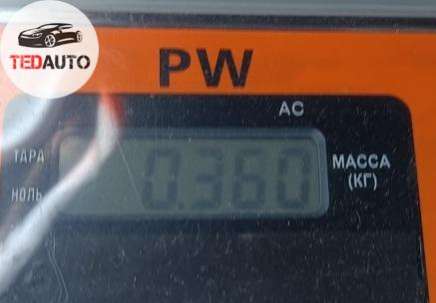 TEDAUTO
PW
AC
ТАРА
НОЛЬ
0.360
МАССА
(КГ)